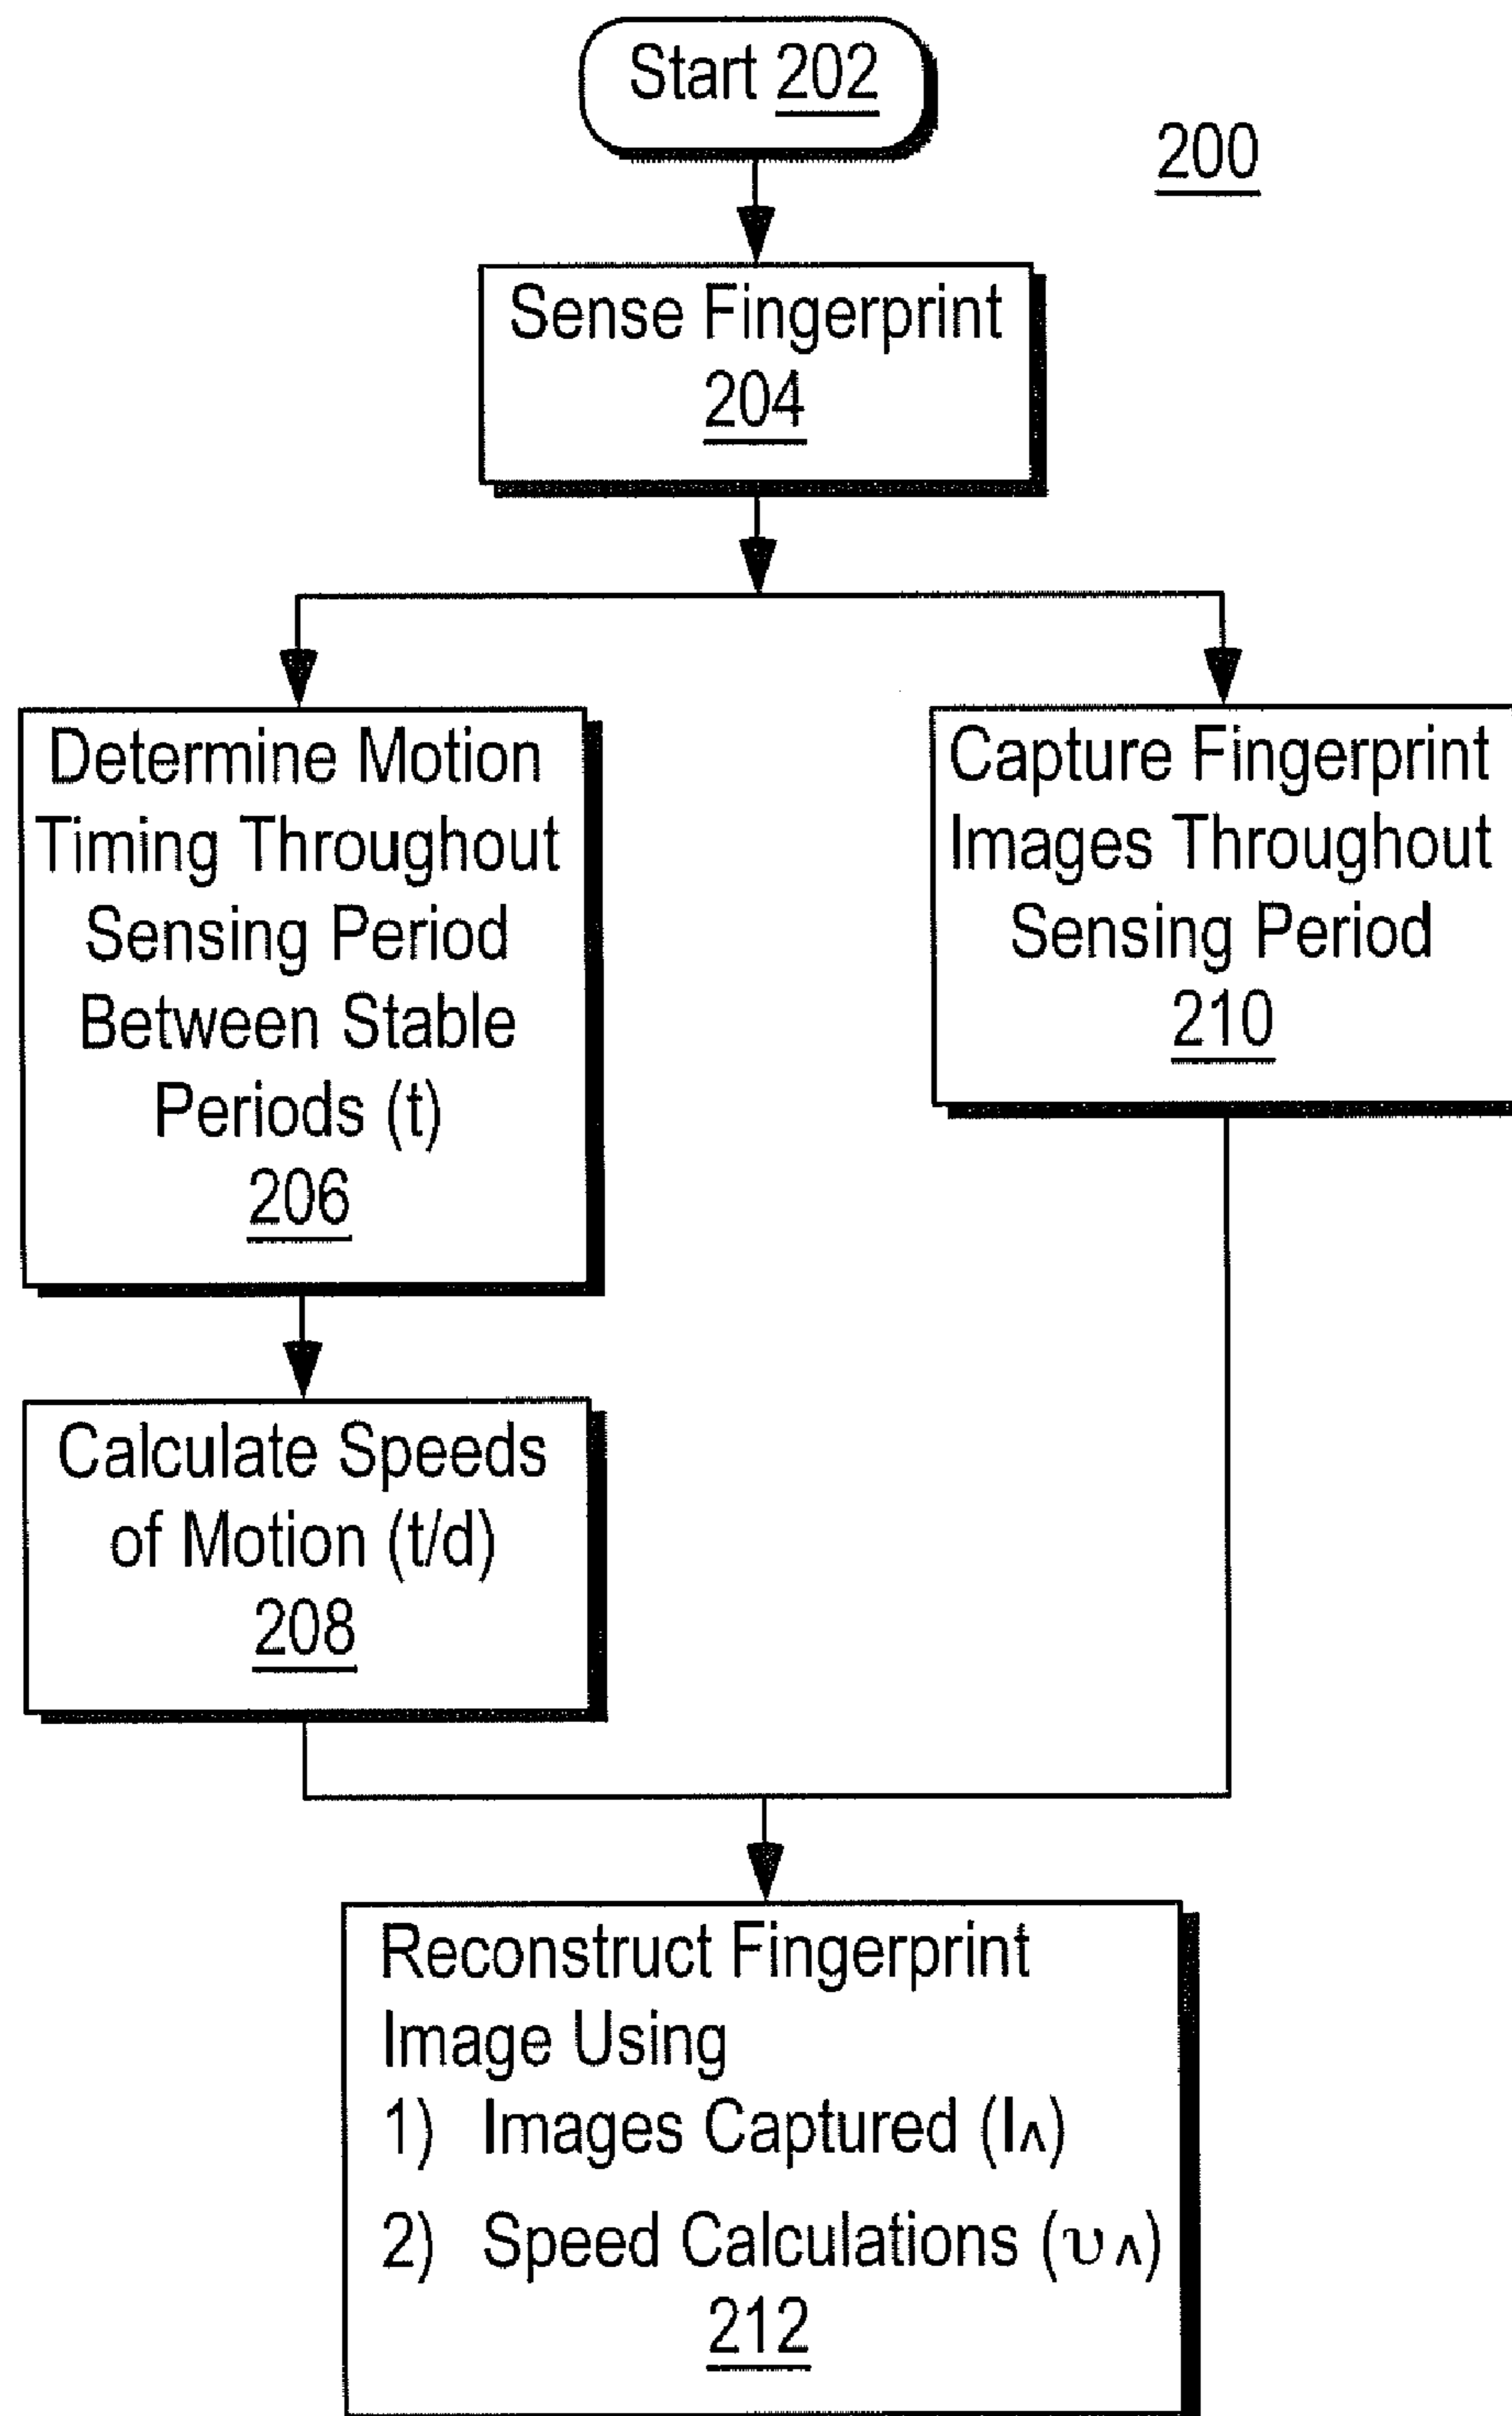 Start 202
200
Sense Fingerprint
204
Determine Motion
Timing Throughout
Sensing Period
Between Stable
Periods (t)
206
Capture Fingerprint
Images Throughout
Sensing Period
210
Calculate Speeds
of Motion (t/d)
208
Reconstruct Fingerprint
Image Using
1) Images Captured (I∧)
2) Speed Calculations (υ∧)
212